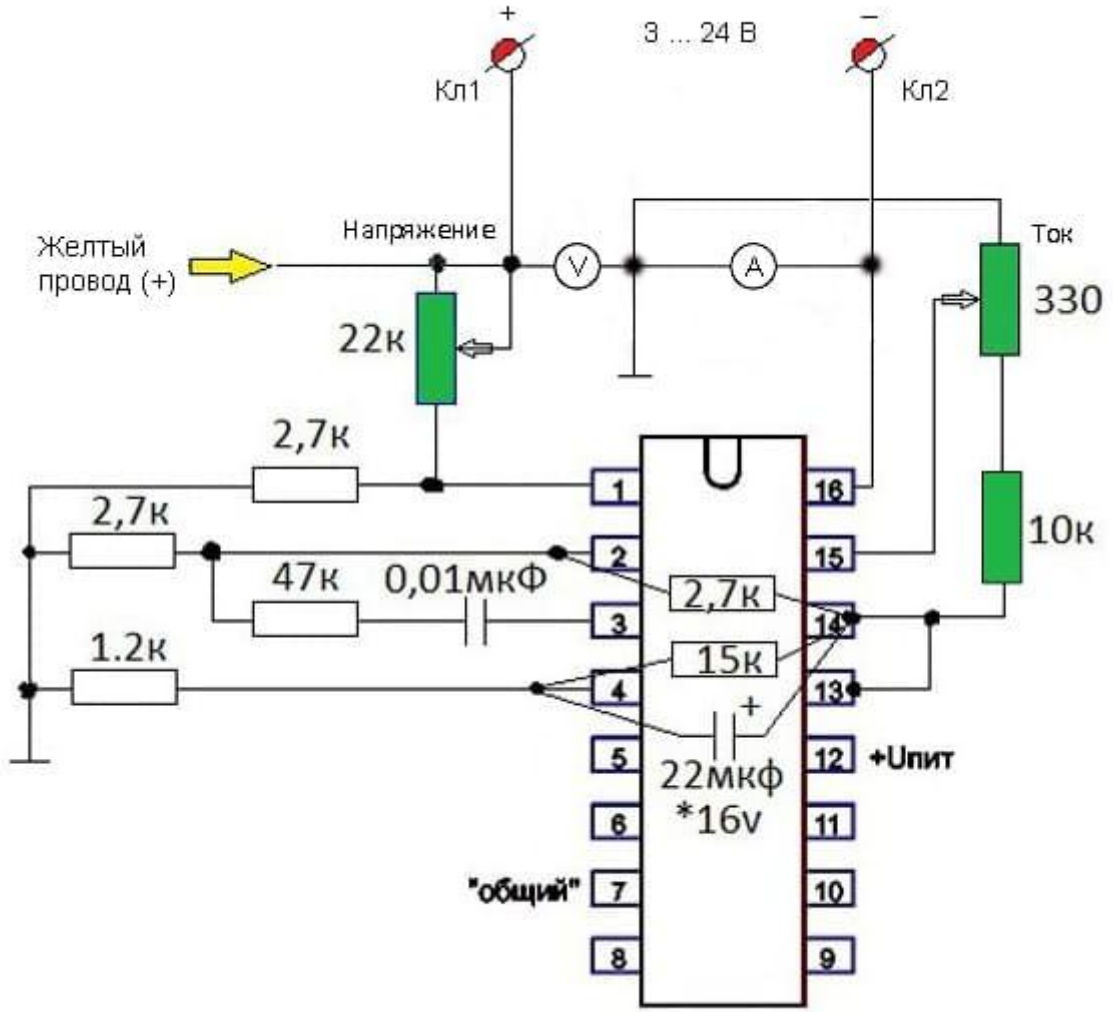 +
3 ... 24 В
–
Кл1
Кл2
Желтый
провод (+)
Напряжение
V
A
Ток
330
22к
2,7к
1
16
2,7к
2
15
10к
47к
0,01мкФ
3
2,7к
14
1.2к
4
15к
13
+
5
12
+Uпит
22мкф
*16v
6
11
"общий"
7
10
8
9